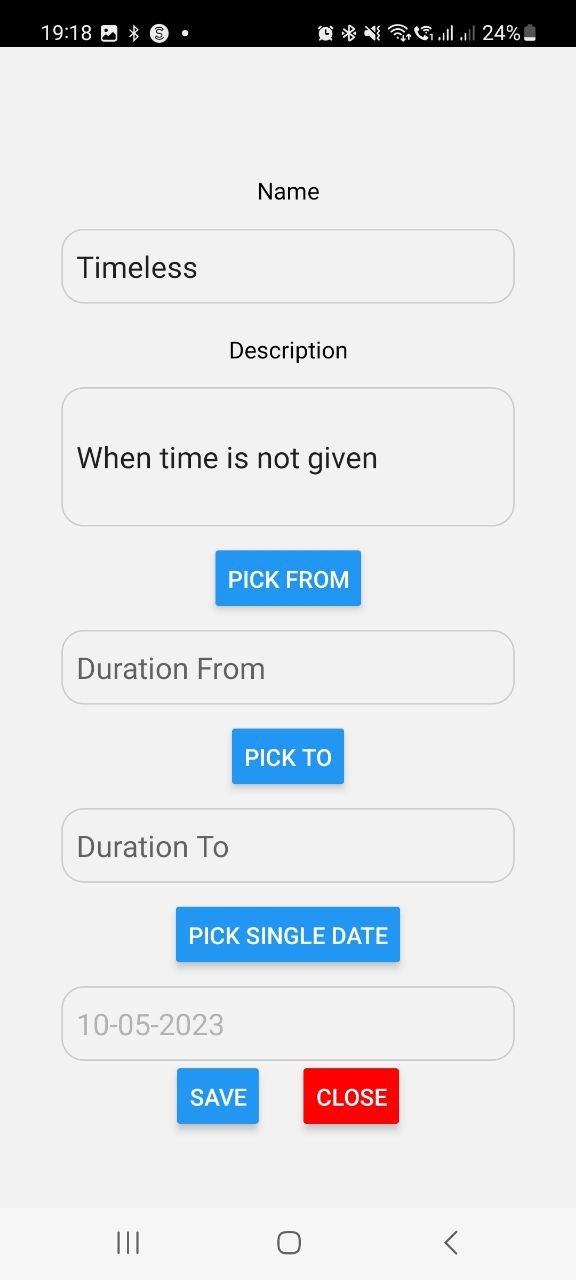 19:18 24%
Name
Timeless
Description
When time is not given
PICK FROM
Duration From
PICK TO
Duration To
PICK SINGLE DATE
10-05-2023
SAVE CLOSE